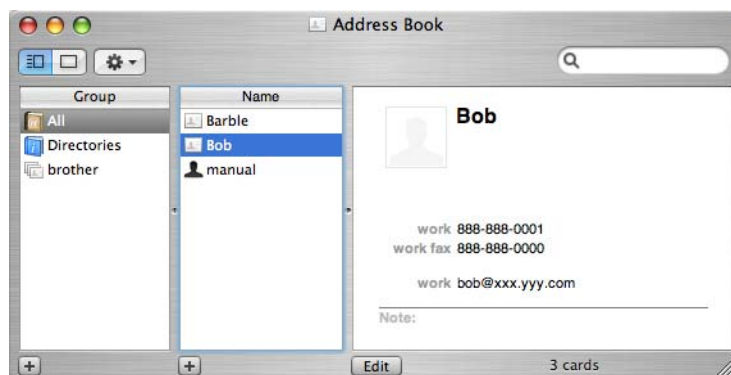 Address Book
Group
All
Directories
brother
Name
Barble
Bob
manual
Bob
work 888-888-0001
work fax 888-888-0000
work bob@xxx.yyy.com
Note:
Edit
3 cards